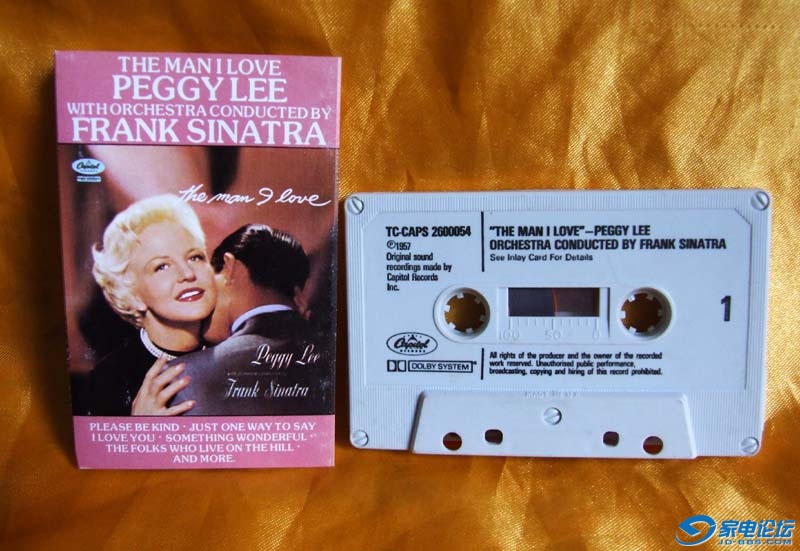 THE MAN I LOVE
PEGGY LEE
WITH ORCHESTRA CONDUCTED BY
FRANK SINATRA
Capitol
the man I love
Peggy Lee
Frank Sinatra
PLEASE BE KIND · JUST ONE WAY TO SAY
I LOVE YOU · SOMETHING WONDERFUL ·
THE FOLKS WHO LIVE ON THE HILL ·
AND MORE.
TC-CAPS 2600054
℗1957
Original sound
recordings made by
Capitol Records
Inc.
"THE MAN I LOVE"–PEGGY LEE
ORCHESTRA CONDUCTED BY FRANK SINATRA
See Inlay Card For Details
1
100 50 0
Capitol
RECORDS
DOLBY SYSTEM
All rights of the producer and the owner of the recorded
work reserved. Unauthorised public performance,
broadcasting, copying and hiring of this record prohibited.
家电论坛
JD-BBS.COM